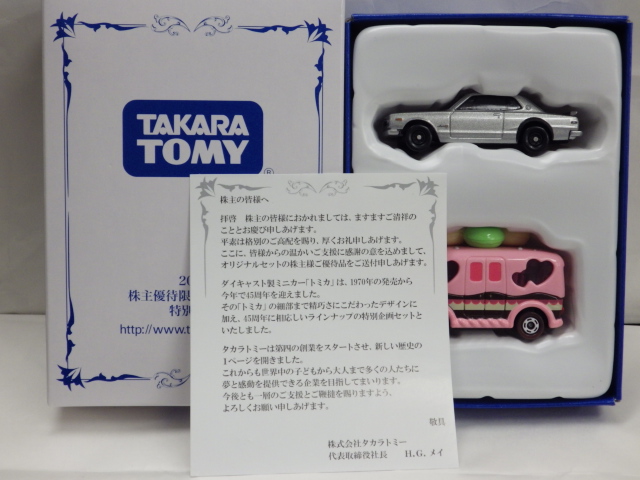 TAKARA
TOMY
®
20
株主優待限
特別
http://www.t
株主の皆様へ
拝啓　株主の皆様におかれましては、ますますご清祥の
こととお慶び申しあげます。
平素は格別のご高配を賜り、厚くお礼申しあげます。
ここに、皆様からの温かいご支援に感謝の意を込めまして、
オリジナルセットの株主様ご優待品をご送付申しあげます。
ダイキャスト製ミニカー「トミカ」は、1970年の発売から
今年で45周年を迎えました。
その「トミカ」の細部まで精巧さにこだわったデザインに
加え、45周年に相応しいラインナップの特別企画セットと
いたしました。
タカラトミーは第四の創業をスタートさせ、新しい歴史の
1ページを開きました。
これからも世界中の子どもから大人まで多くの人たちに
夢と感動を提供できる企業を目指してまいります。
今後とも一層のご支援とご鞭撻を賜りますよう、
よろしくお願い申しあげます。
敬具
株式会社タカラトミー
代表取締役社長　H.G.メイ